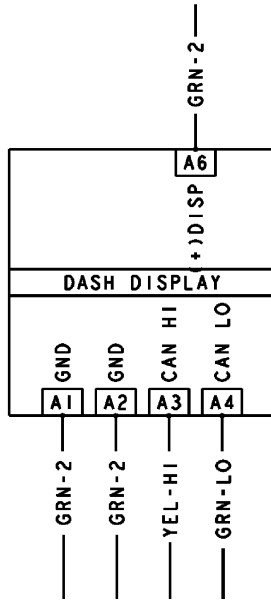 GRN-2
A6
(+)DISP
DASH DISPLAY
GND
GND
CAN HI
CAN LO
A1
A2
A3
A4
GRN-2
GRN-2
YEL-HI
GRN-LO